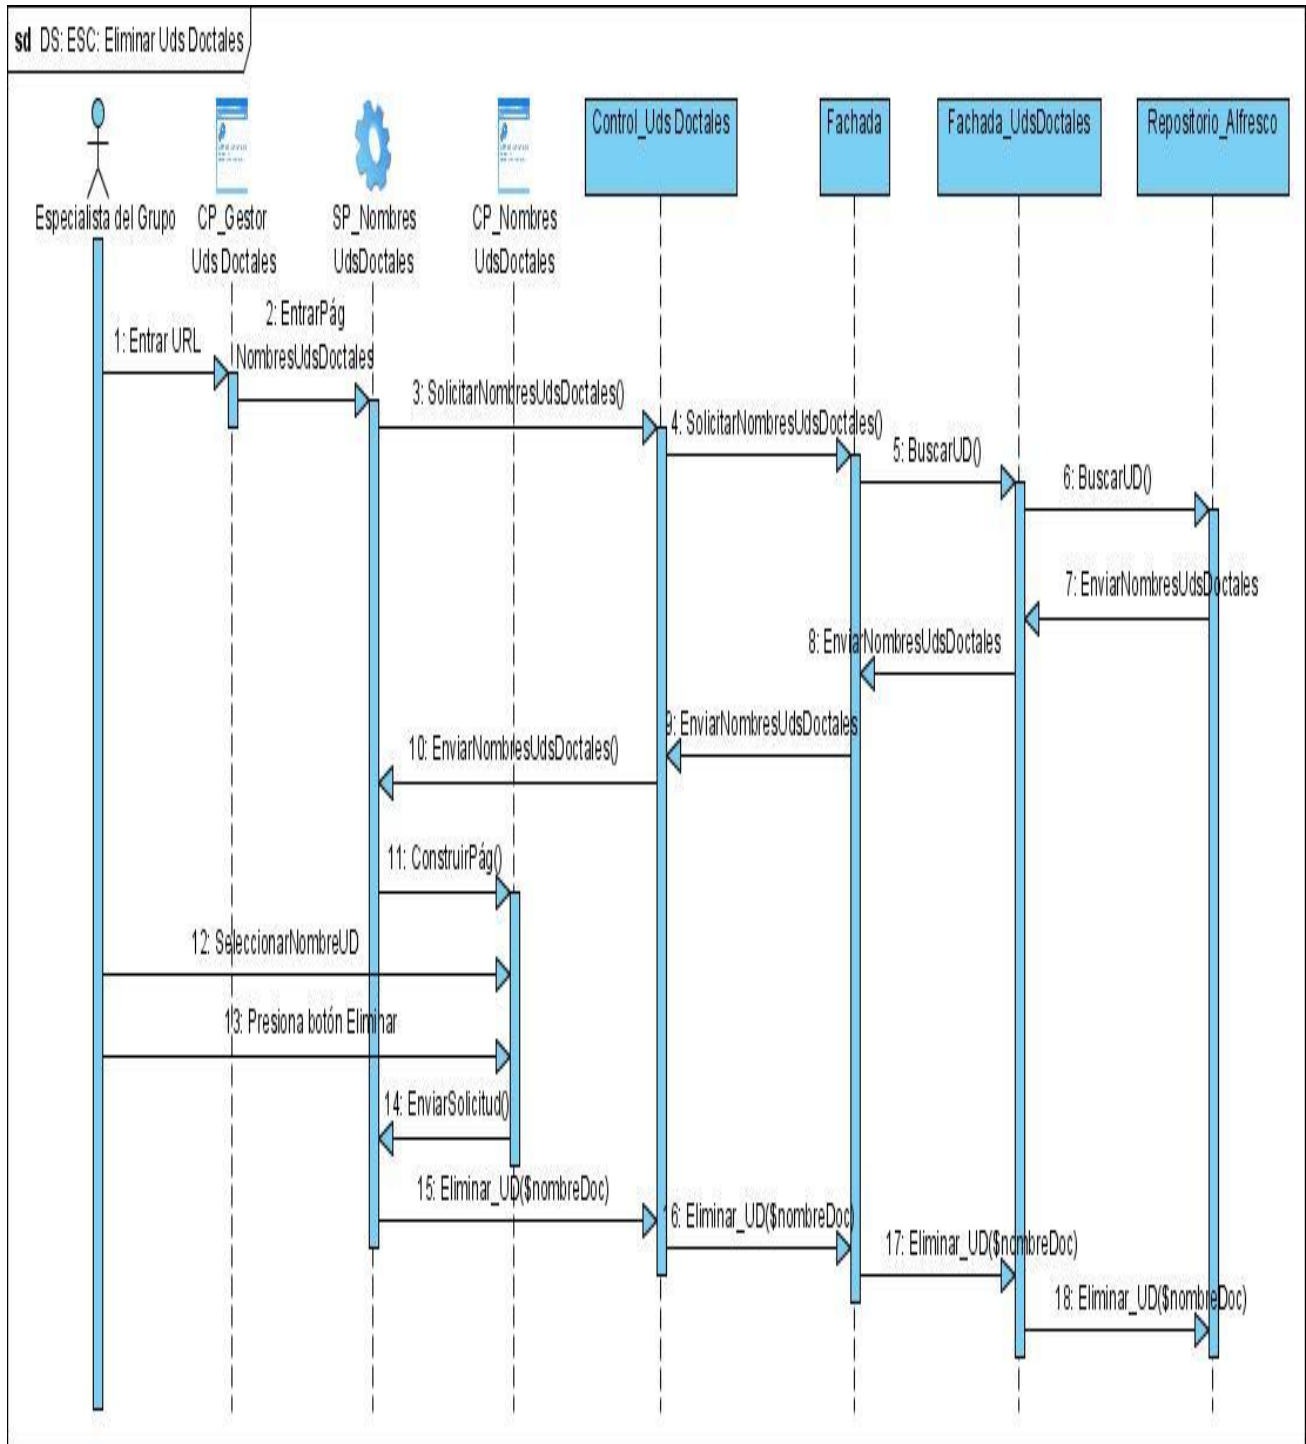 sd DS: ESC: Eliminar Uds Doctales
Especialista del Grupo
CP_Gestor
Uds Doctales
SP_Nombres
UdsDoctales
CP_Nombres
UdsDoctales
Control_Uds Doctales
Fachada
Fachada_UdsDoctales
Repositorio_Alfresco
1: Entrar URL
2: EntrarPág
NombresUdsDoctales
3: SolicitarNombresUdsDoctales()
4: SolicitarNombresUdsDoctales()
5: BuscarUD()
6: BuscarUD()
7: EnviarNombresUdsDoctales
8: EnviarNombresUdsDoctales
9: EnviarNombresUdsDoctales
10: EnviarNombresUdsDoctales()
11: ConstruirPág()
12: SeleccionarNombreUD
13: Presiona botón Eliminar
14: EnviarSolicitud()
15: Eliminar_UD($nombreDoc)
16: Eliminar_UD($nombreDoc)
17: Eliminar_UD($nombreDoc)
18: Eliminar_UD($nombreDoc)